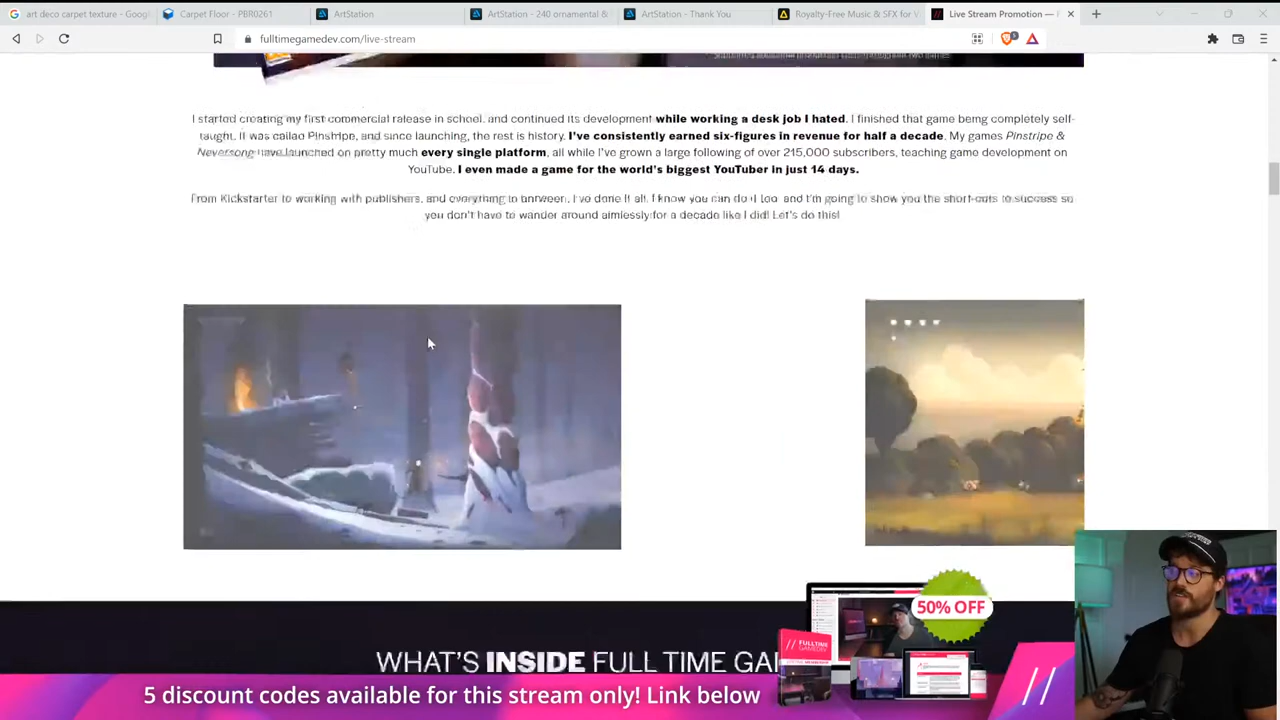 art deco carpet texture - Goog
Carpet Floor - PBR0261
ArtStation
ArtStation - 240 ornamental &
ArtStation - Thank You
Royalty-Free Music & SFX for V
Live Stream Promotion — F
fulltimegamedev.com/live-stream
I started creating my first commercial release in school, and continued its development while working a desk job I hated. I finished that game being completely self-
taught. It was called Pinstripe, and since launching, the rest is history. I've consistently earned six-figures in revenue for half a decade. My games Pinstripe &
Neversong have launched on pretty much every single platform, all while I've grown a large following of over 215,000 subscribers, teaching game development on
YouTube. I even made a game for the world's biggest YouTuber in just 14 days.
From Kickstarter to working with publishers, and everything in between, I've done it all. I know you can do it too, and I'm going to show you the short-cuts to success so
you don't have to wander around aimlessly for a decade like I did! Let's do this!
WHAT'S INSIDE FULL TIME GA
50% OFF
// FULLTIME
GAMEDEV
5 discount codes available for this stream only! Link below
//